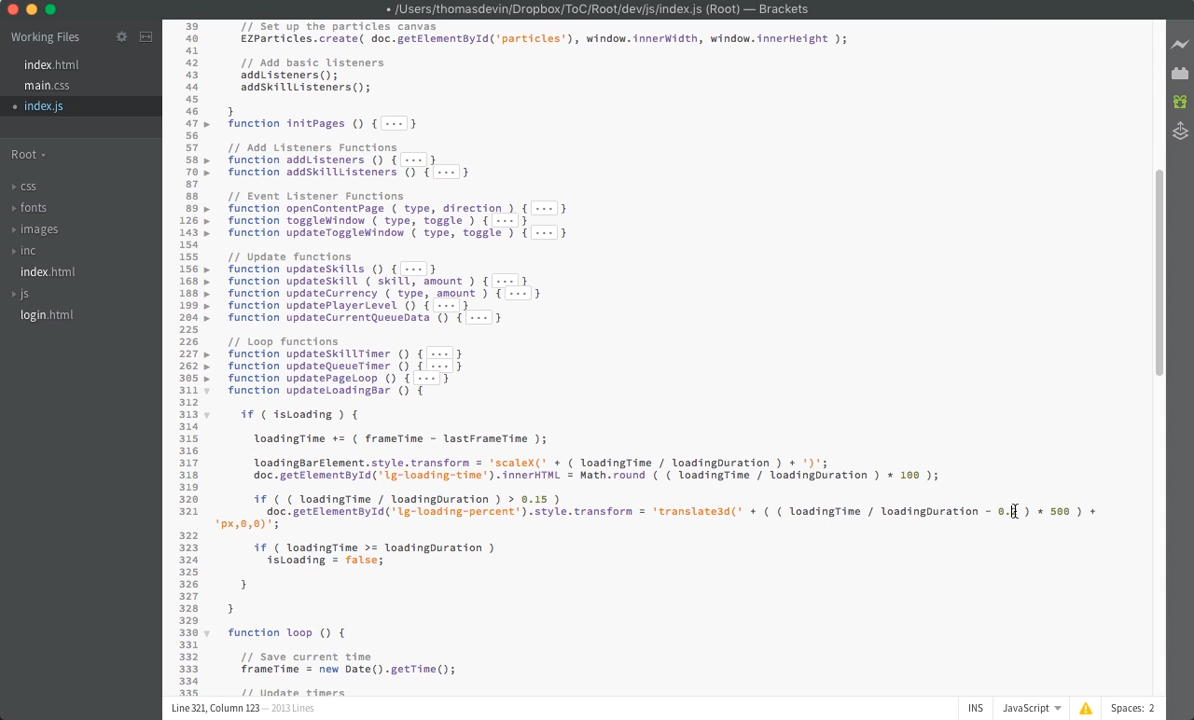 • /Users/thomasdevin/Dropbox/ToC/Root/dev/js/index.js (Root) — Brackets
Working Files
index.html
main.css
• index.js
Root
css
fonts
images
inc
index.html
js
login.html
39 // Set up the particles canvas
40 EZParticles.create( doc.getElementById('particles'), window.innerWidth, window.innerHeight );
41
42 // Add basic listeners
43 addListeners();
44 addSkillListeners();
45
46 }
47 function initPages () { ... }
56
57 // Add Listeners Functions
58 function addListeners () { ... }
70 function addSkillListeners () { ... }
87
88 // Event Listener Functions
89 function openContentPage ( type, direction ) { ... }
126 function toggleWindow ( type, toggle ) { ... }
143 function updateToggleWindow ( type, toggle ) { ... }
154
155 // Update functions
156 function updateSkills () { ... }
168 function updateSkill ( skill, amount ) { ... }
188 function updateCurrency ( type, amount ) { ... }
199 function updatePlayerLevel () { ... }
204 function updateCurrentQueueData () { ... }
225
226 // Loop functions
227 function updateSkillTimer () { ... }
262 function updateQueueTimer () { ... }
305 function updatePageLoop () { ... }
311 function updateLoadingBar () {
312
313 if ( isLoading ) {
314
315 loadingTime += ( frameTime - lastFrameTime );
316
317 loadingBarElement.style.transform = 'scaleX(' + ( loadingTime / loadingDuration ) + ')';
318 doc.getElementById('lg-loading-time').innerHTML = Math.round ( ( loadingTime / loadingDuration ) * 100 );
319
320 if ( ( loadingTime / loadingDuration ) > 0.15 )
321 doc.getElementById('lg-loading-percent').style.transform = 'translate3d(' + ( ( loadingTime / loadingDuration - 0. ) * 500 ) +
'px,0,0)';
322
323 if ( loadingTime >= loadingDuration )
324 isLoading = false;
325
326 }
327
328 }
329
330 function loop () {
331
332 // Save current time
333 frameTime = new Date().getTime();
334
335 // Update timers
Line 321, Column 123 — 2013 Lines
INS
JavaScript
Spaces: 2